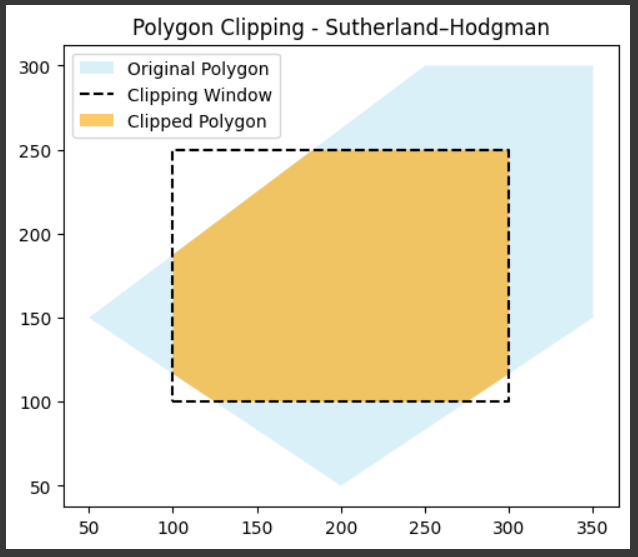 Polygon Clipping - Sutherland–Hodgman
Original Polygon
Clipping Window
Clipped Polygon
300
250
200
150
100
50
50 100 150 200 250 300 350